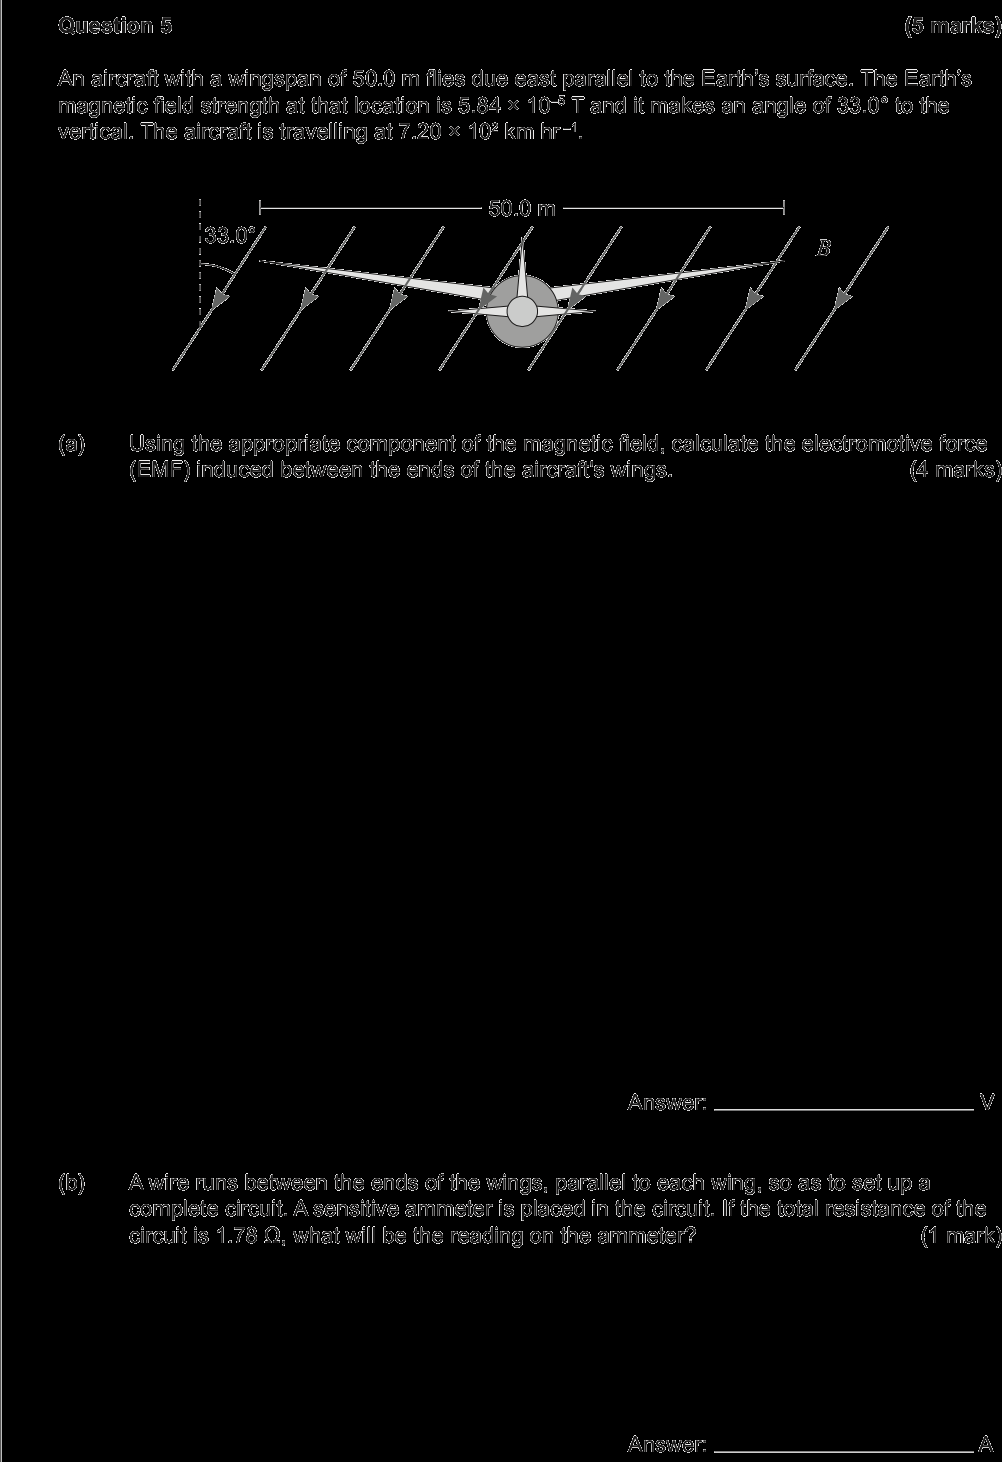 Question 5 (5 marks)
An aircraft with a wingspan of 50.0 m flies due east parallel to the Earth's surface. The Earth's
magnetic field strength at that location is 5.84 × 10⁻⁵ T and it makes an angle of 33.0° to the
vertical. The aircraft is travelling at 7.20 × 10² km hr⁻¹.
50.0 m
33.0°
B
(a) Using the appropriate component of the magnetic field, calculate the electromotive force
(EMF) induced between the ends of the aircraft's wings. (4 marks)
Answer: ____________________ V
(b) A wire runs between the ends of the wings, parallel to each wing, so as to set up a
complete circuit. A sensitive ammeter is placed in the circuit. If the total resistance of the
circuit is 1.78 Ω, what will be the reading on the ammeter? (1 mark)
Answer: ____________________ A